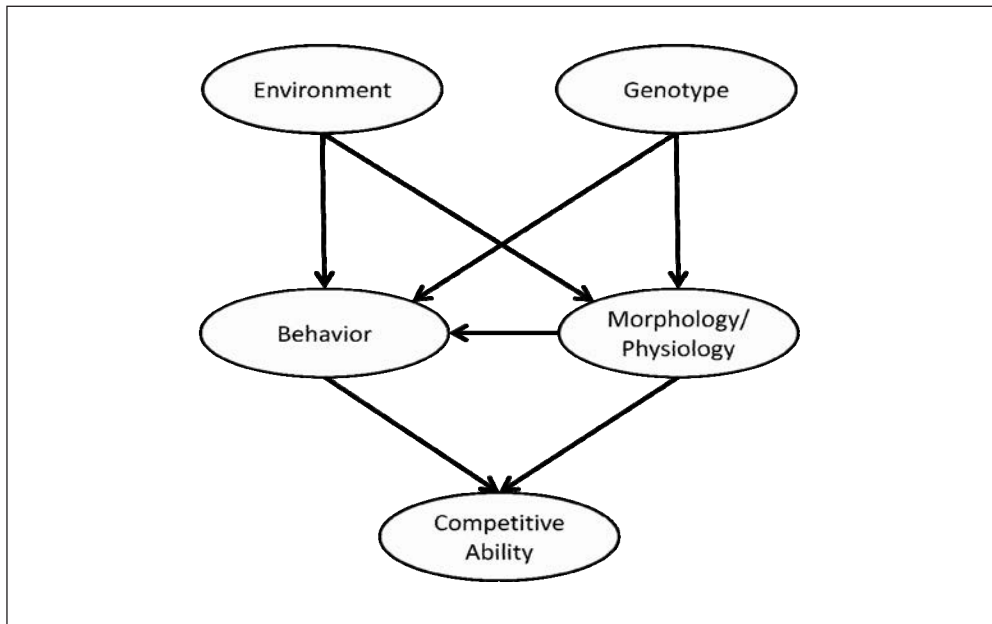 Environment
Genotype
Behavior
Morphology/
Physiology
Competitive
Ability